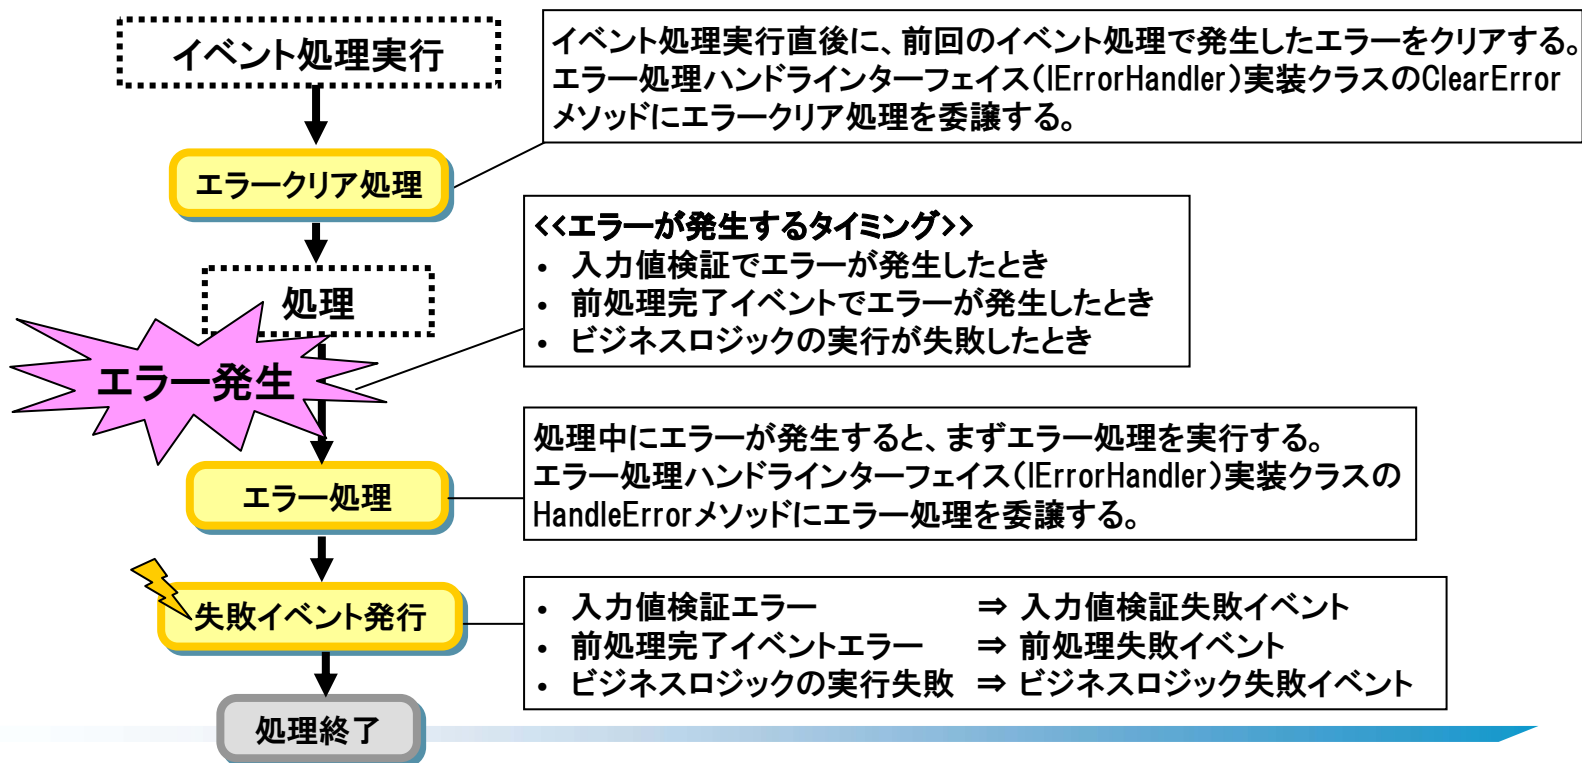 イベント処理実行
イベント処理実行直後に、前回のイベント処理で発生したエラーをクリアする。
エラー処理ハンドラインターフェイス(IErrorHandler)実装クラスのClearError
メソッドにエラークリア処理を委譲する。
エラークリア処理
<<エラーが発生するタイミング>>
• 入力値検証でエラーが発生したとき
• 前処理完了イベントでエラーが発生したとき
• ビジネスロジックの実行が失敗したとき
処理
エラー発生
処理中にエラーが発生すると、まずエラー処理を実行する。
エラー処理ハンドラインターフェイス(IErrorHandler)実装クラスの
HandleErrorメソッドにエラー処理を委譲する。
エラー処理
失敗イベント発行
• 入力値検証エラー ⇒ 入力値検証失敗イベント
• 前処理完了イベントエラー ⇒ 前処理失敗イベント
• ビジネスロジックの実行失敗 ⇒ ビジネスロジック失敗イベント
処理終了